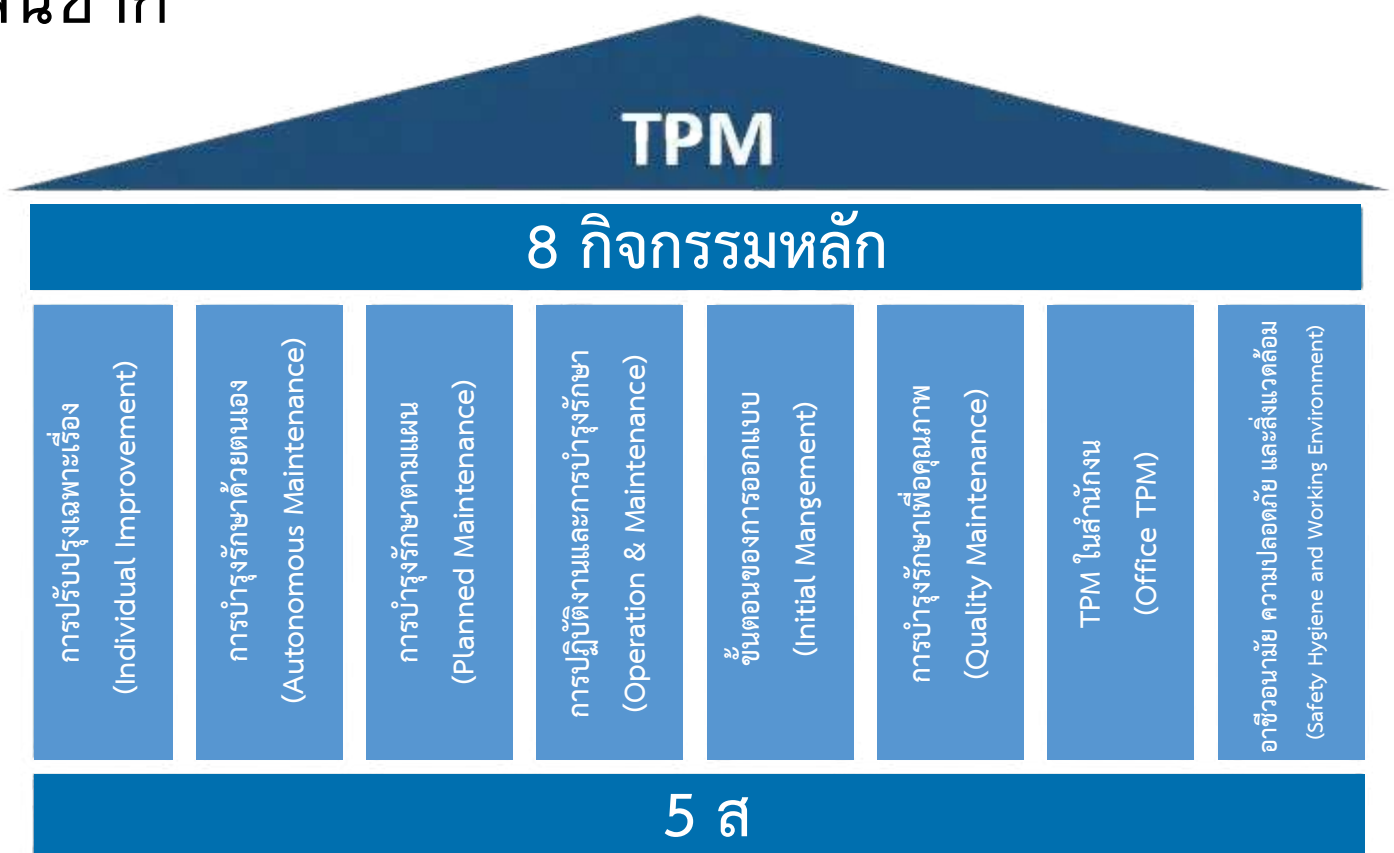 TPM
8 กิจกรรมหลัก
การปรับปรุงเฉพาะเรื่อง
(Individual Improvement)
การบำรุงรักษาด้วยตนเอง
(Autonomous Maintenance)
การบำรุงรักษาตามแผน
(Planned Maintenance)
การปฏิบัติงานและการบำรุงรักษา
(Operation & Maintenance)
ขั้นตอนของการออกแบบ
(Initial Mangement)
การบำรุงรักษาเพื่อคุณภาพ
(Quality Maintenance)
TPM ในสำนักงน
(Office TPM)
อาชีวอนามัย ความปลอดภัย และสิ่งแวดล้อม
(Safety Hygiene and Working Environment)
5 ส